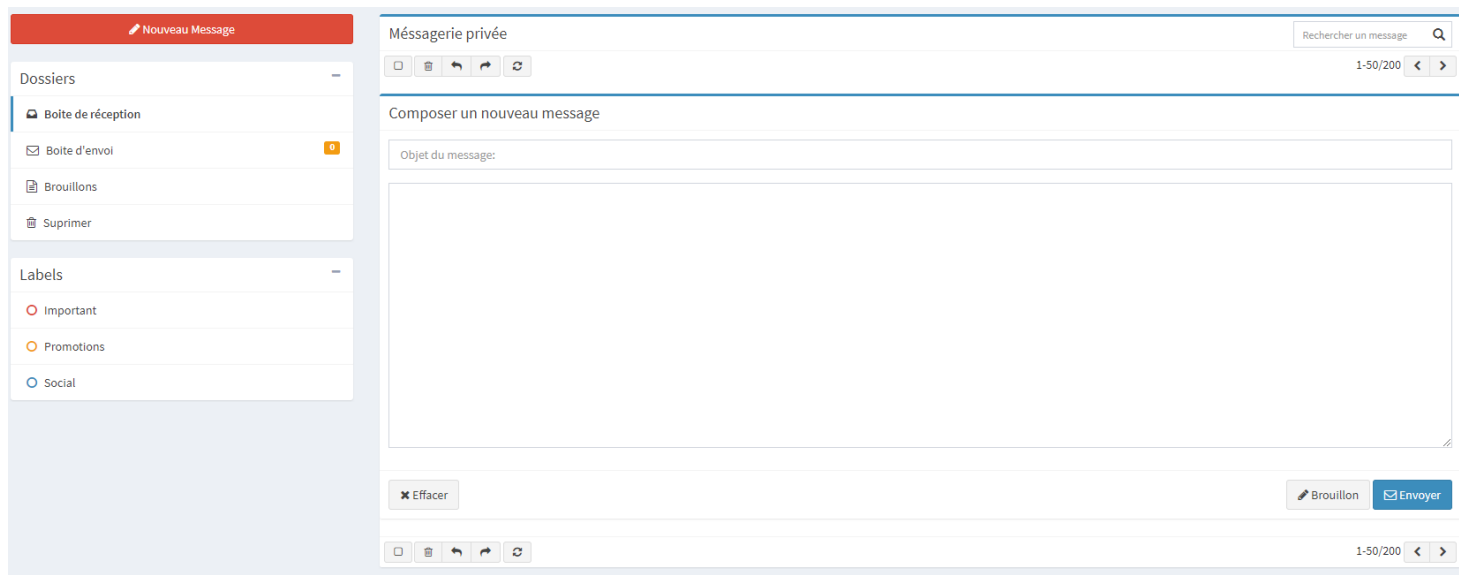 Nouveau Message
Dossiers
Boite de réception
Boite d'envoi 0
Brouillons
Suprimer
Labels
Important
Promotions
Social
Méssagerie privée Rechercher un message
1-50/200
Composer un nouveau message
Objet du message:
Effacer Brouillon Envoyer
1-50/200